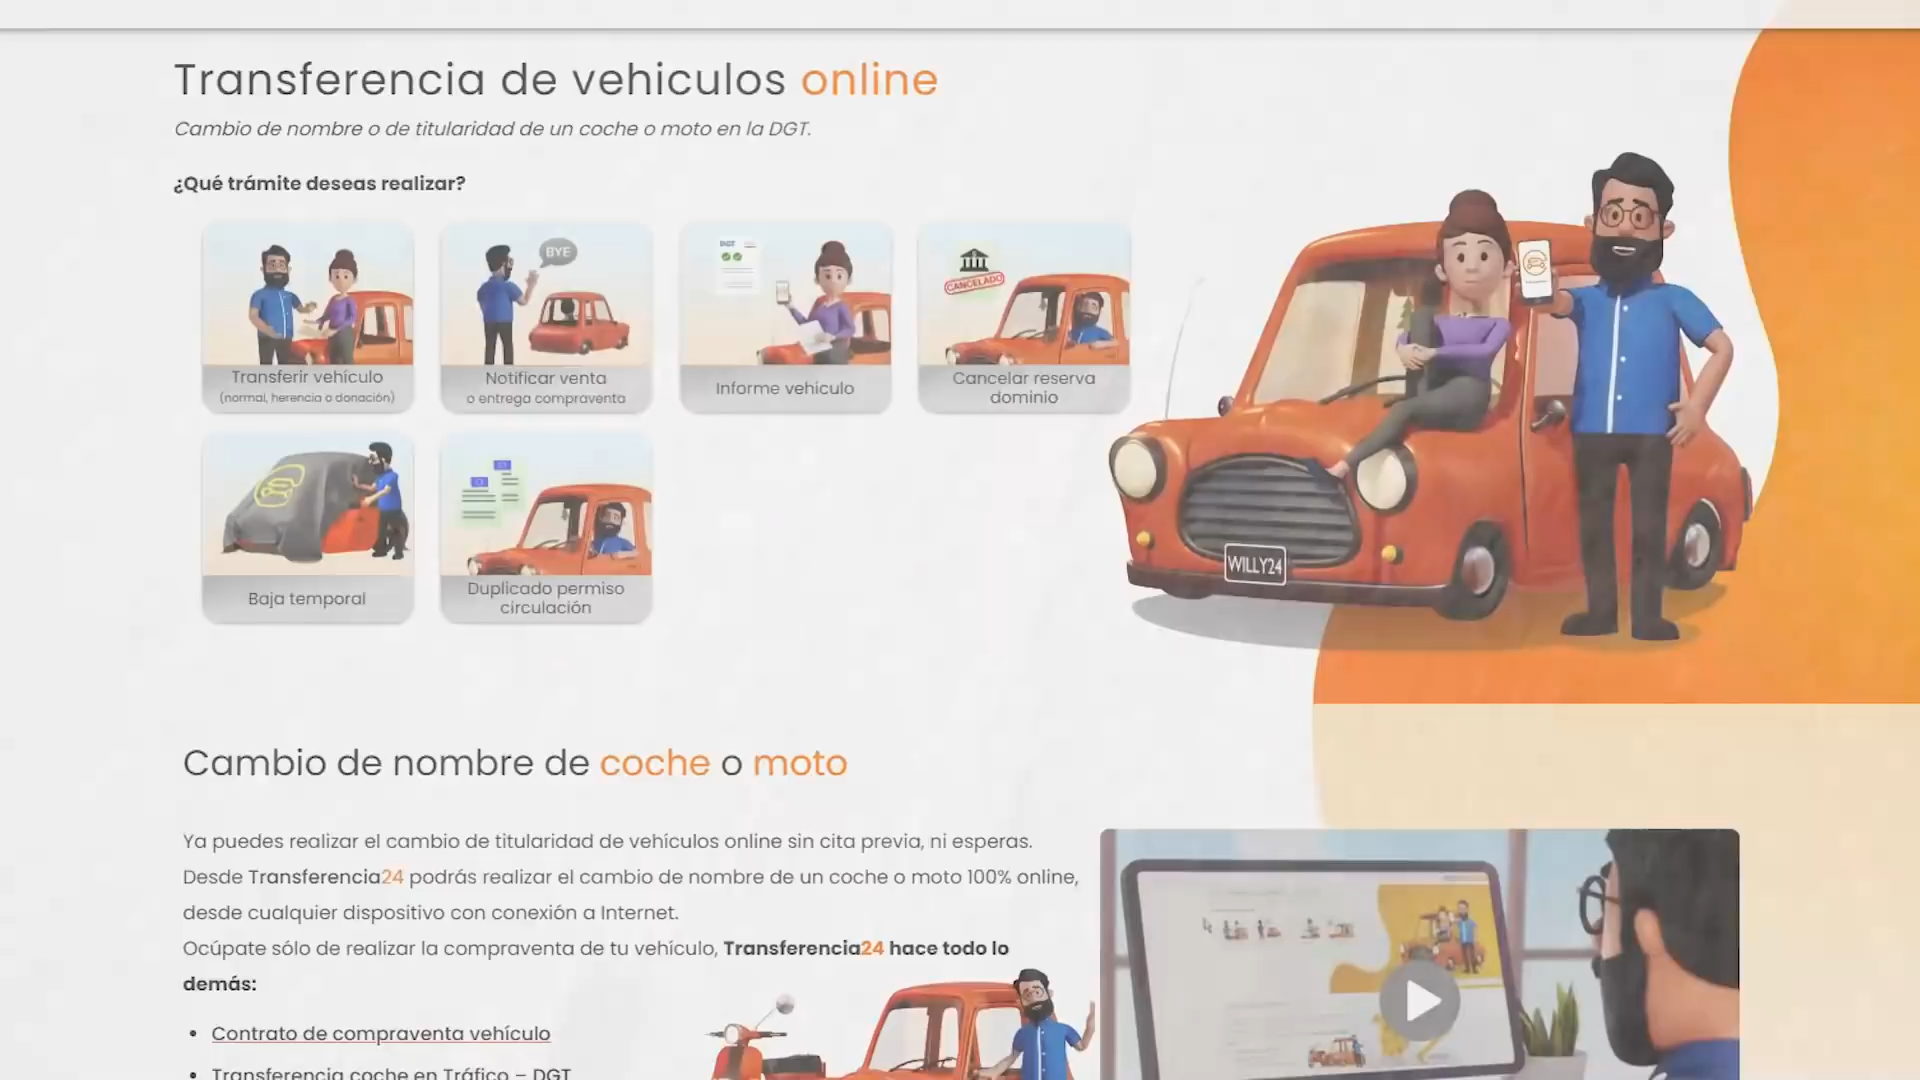 Transferencia de vehiculos online
Cambio de nombre o de titularidad de un coche o moto en la DGT.
¿Qué trámite deseas realizar?
BYE
DGT
CANCELADO
Transferir vehículo
(normal, herencia o donación)
Notificar venta
o entrega compraventa
Informe vehiculo
Cancelar reserva
dominio
WILLY24
Baja temporal
Duplicado permiso
circulación
Cambio de nombre de coche o moto
Ya puedes realizar el cambio de titularidad de vehículos online sin cita previa, ni esperas.
Desde Transferencia24 podrás realizar el cambio de nombre de un coche o moto 100% online,
desde cualquier dispositivo con conexión a Internet.
Ocúpate sólo de realizar la compraventa de tu vehículo, Transferencia24 hace todo lo
demás:
• Contrato de compraventa vehículo
• Transferencia coche en Tráfico – DGT